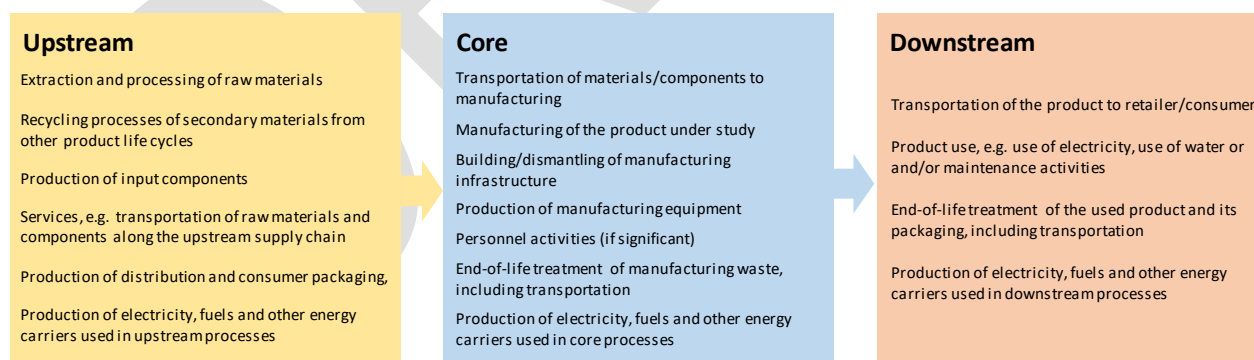 Upstream
Extraction and processing of raw materials
Recycling processes of secondary materials from
other product life cycles
Production of input components
Services, e.g. transportation of raw materials and
components along the upstream supply chain
Production of distribution and consumer packaging,
Production of electricity, fuels and other energy
carriers used in upstream processes
Core
Transportation of materials/components to
manufacturing
Manufacturing of the product under study
Building/dismantling of manufacturing
infrastructure
Production of manufacturing equipment
Personnel activities (if significant)
End-of-life treatment of manufacturing waste,
including transportation
Production of electricity, fuels and other energy
carriers used in core processes
Downstream
Transportation of the product to retailer/consumer
Product use, e.g. use of electricity, use of water or
and/or maintenance activities
End-of-life treatment of the used product and its
packaging, including transportation
Production of electricity, fuels and other energy
carriers used in downstream processes